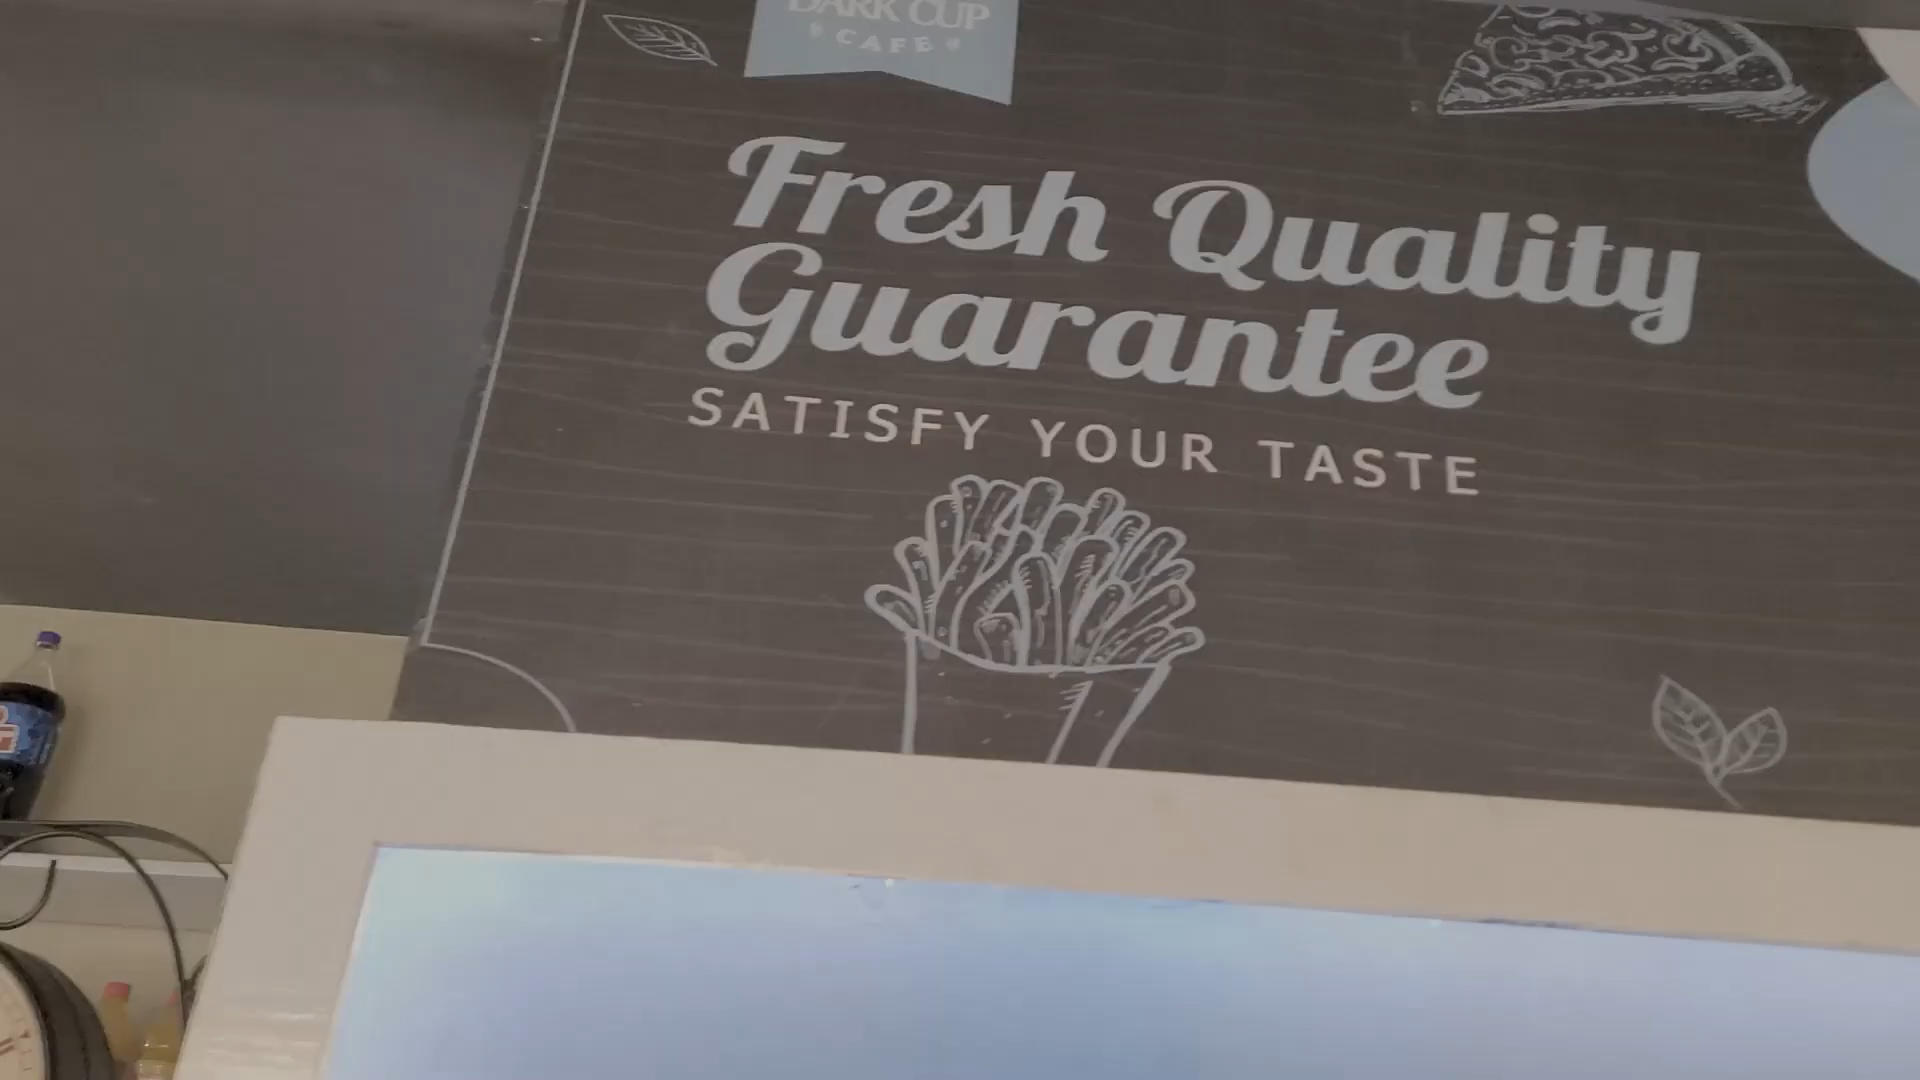 DARK CUP
CAFE
Fresh Quality
Guarantee
SATISFY YOUR TASTE